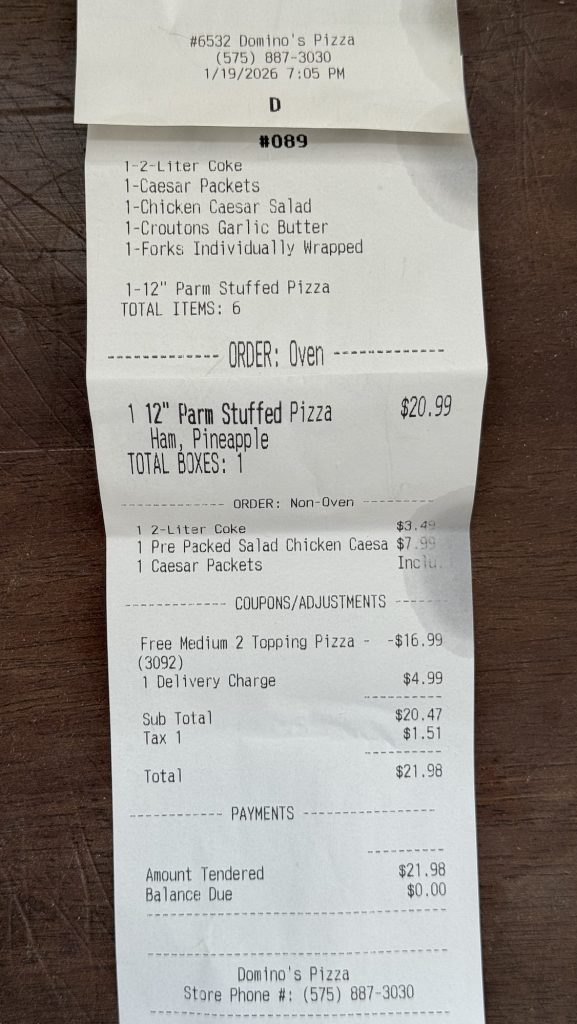 #6532 Domino's Pizza
(575) 887-3030
1/19/2026 7:05 PM
D
#089
1-2-Liter Coke
1-Caesar Packets
1-Chicken Caesar Salad
1-Croutons Garlic Butter
1-Forks Individually Wrapped
1-12" Parm Stuffed Pizza
TOTAL ITEMS: 6
------------ ORDER: Oven ------------
1 12" Parm Stuffed Pizza $20.99
Ham, Pineapple
TOTAL BOXES: 1
------------ ORDER: Non-Oven ---------
1 2-Liter Coke $3.49
1 Pre Packed Salad Chicken Caesa $7.99
1 Caesar Packets Inclu.
------------ COUPONS/ADJUSTMENTS ------
Free Medium 2 Topping Pizza - -$16.99
(3092)
1 Delivery Charge $4.99
---------
Sub Total $20.47
Tax 1 $1.51
---------
Total $21.98
----------- PAYMENTS ----------------
---------
Amount Tendered $21.98
Balance Due $0.00
-----------------------------------
-----------------------------------
Domino's Pizza
Store Phone #: (575) 887-3030
-----------------------------------